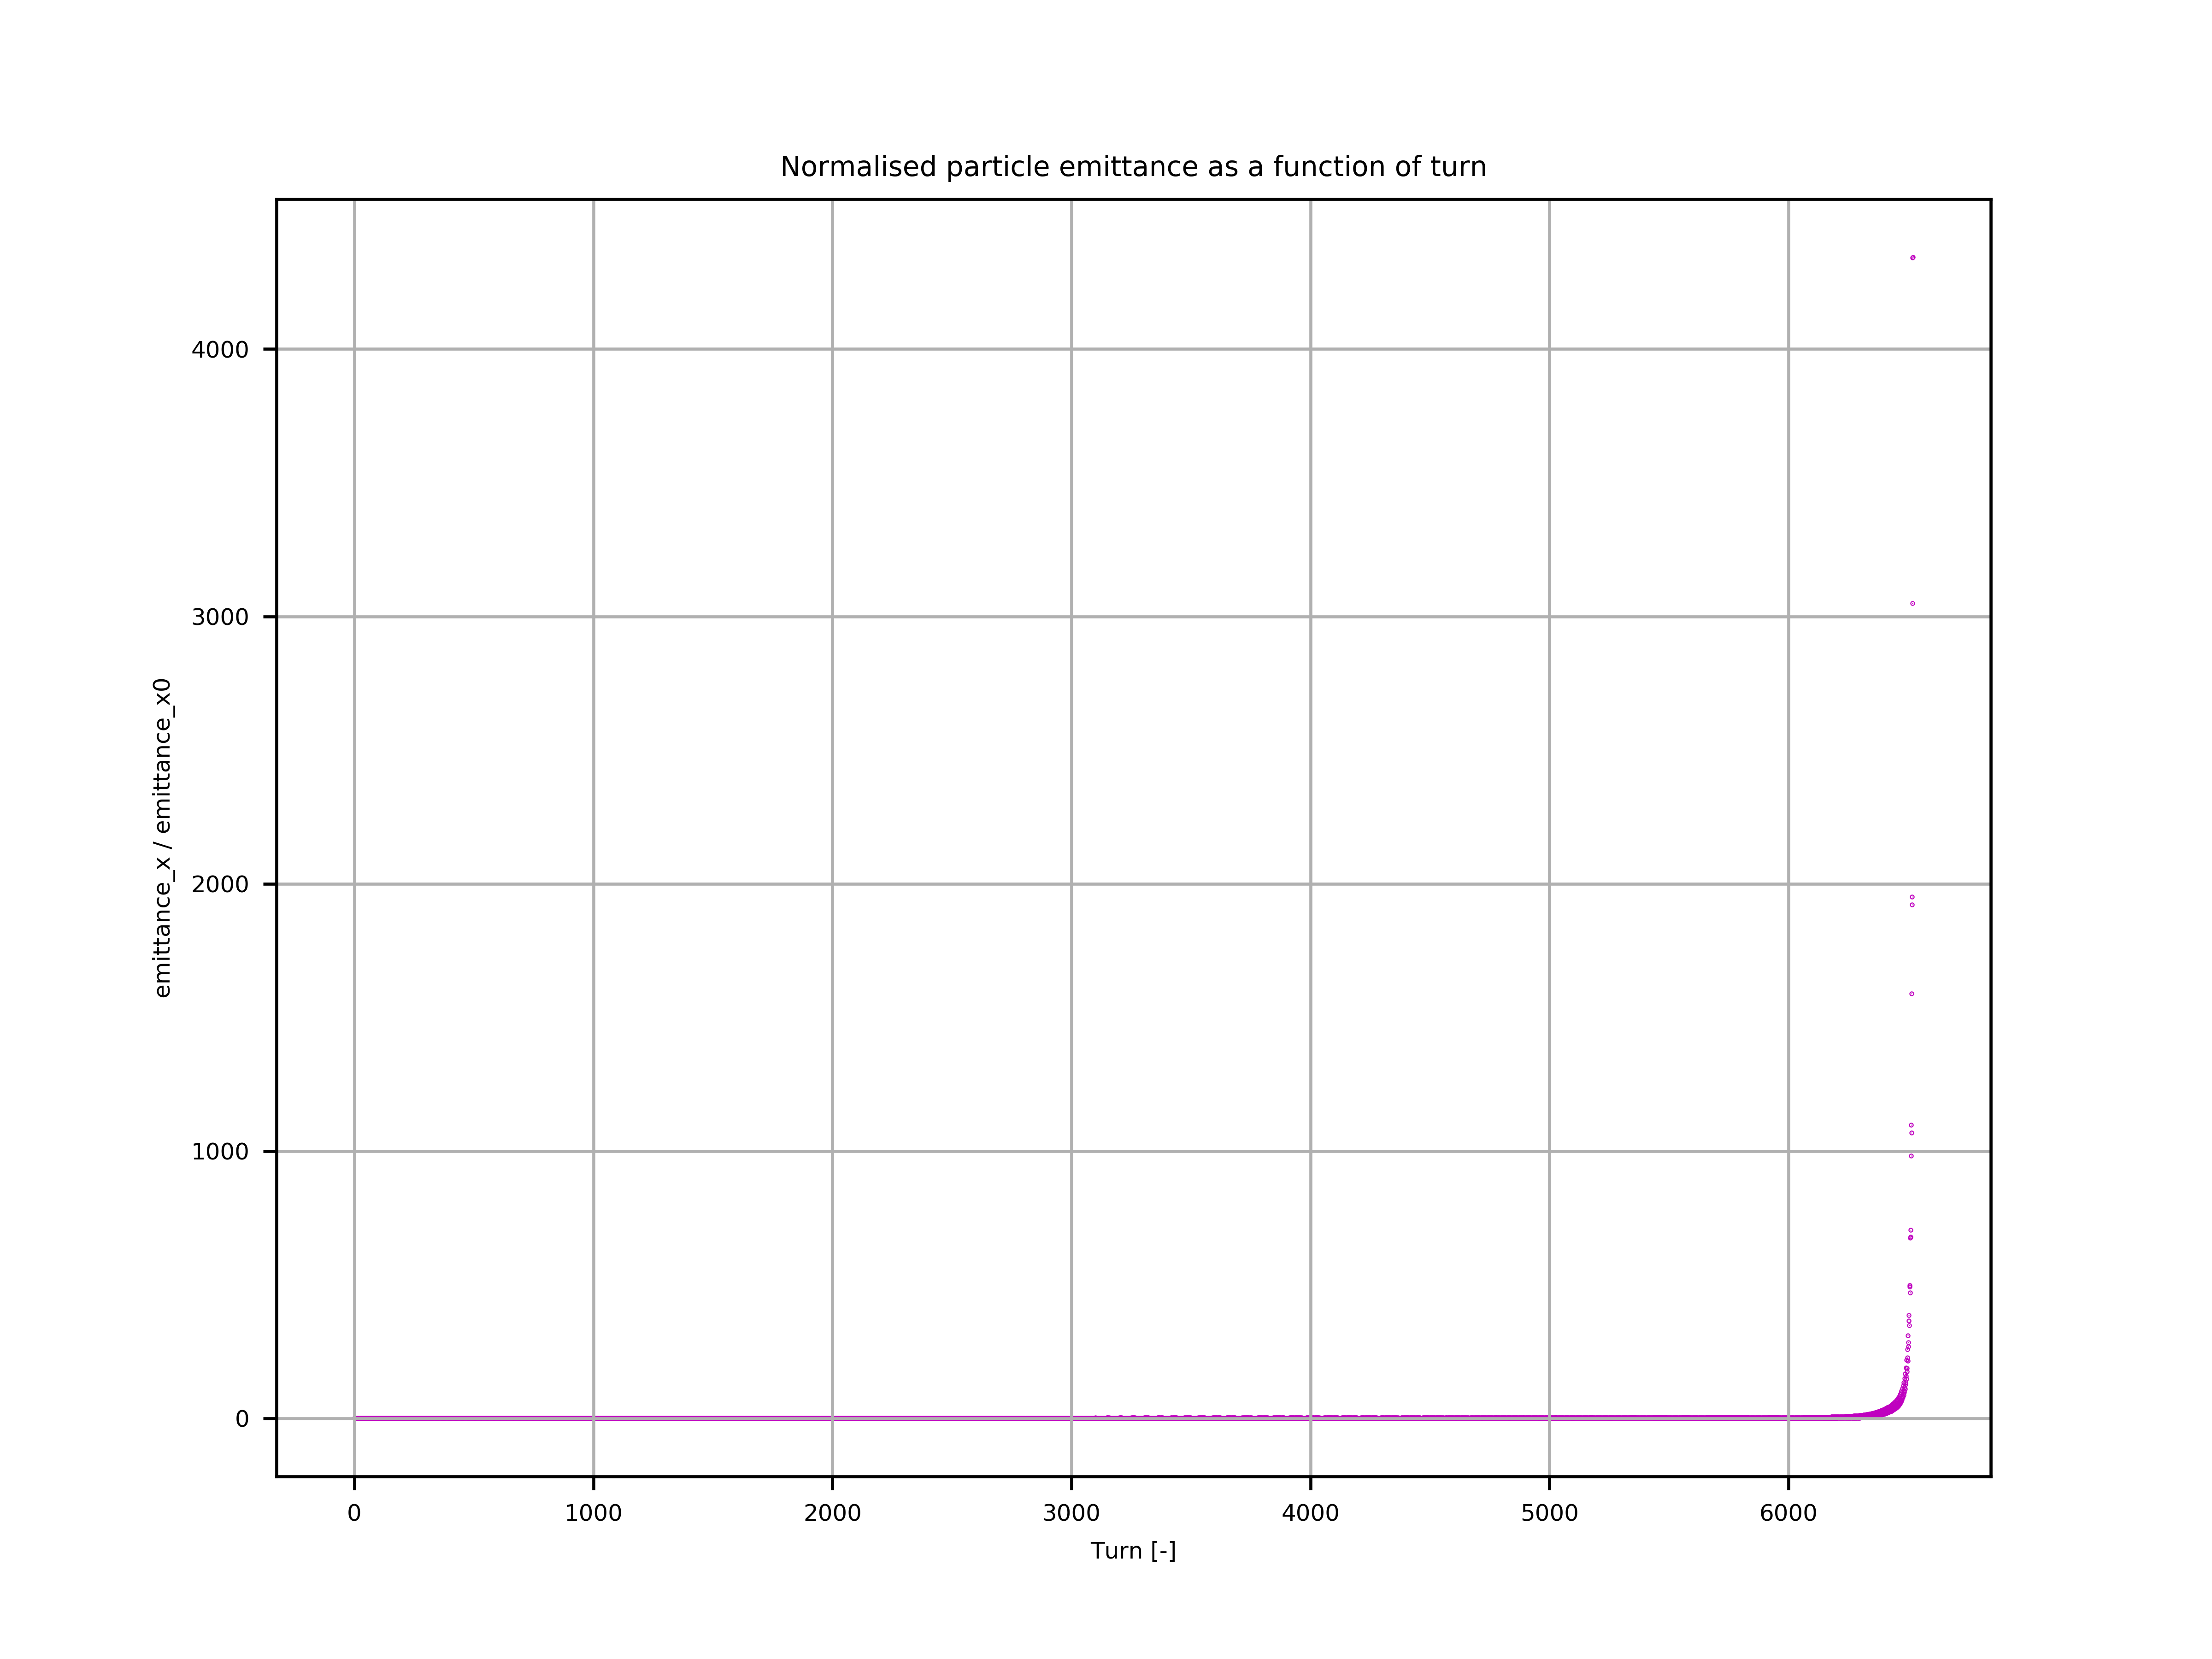 Normalised particle emittance as a function of turn
4000
3000
2000
1000
0
emittance_x / emittance_x0
0 1000 2000 3000 4000 5000 6000
Turn [-]